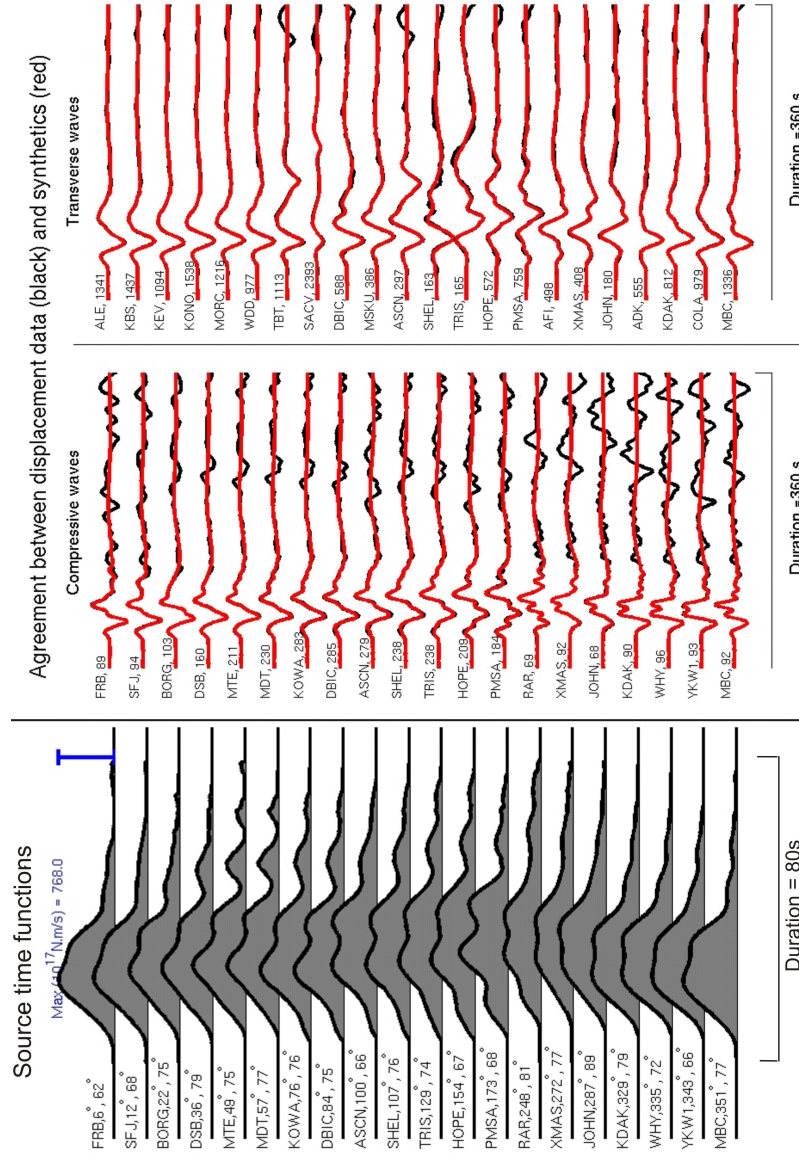 Agreement between displacement data (black) and synthetics (red)
Source time functions
Max (10^17 N.m/s) = 768.0
FRB,6°, 62°
SFJ,12°, 68°
BORG,22°, 75°
DSB,36°, 79°
MTE,49°, 75°
MDT,57°, 77°
KOWA,76°, 76°
DBIC,84°, 75°
ASCN,100°, 66°
SHEL,107°, 76°
TRIS,129°, 74°
HOPE,154°, 67°
PMSA,173°, 68°
RAR,248°, 81°
XMAS,272°, 77°
JOHN,287°, 89°
KDAK,329°, 79°
WHY,335°, 72°
YKW1,343°, 66°
MBC,351°, 77°
Duration = 80s
Compressive waves
FRB, 89
SFJ, 94
BORG, 103
DSB, 160
MTE, 211
MDT, 230
KOWA, 283
DBIC, 285
ASCN, 279
SHEL, 238
TRIS, 238
HOPE, 209
PMSA, 184
RAR, 69
XMAS, 92
JOHN, 68
KDAK, 90
WHY, 96
YKW1, 93
MBC, 92
Duration =360 s
Transverse waves
ALE, 1341
KBS, 1437
KEV, 1094
KONO, 1538
MORC, 1216
WDD, 977
TBT, 1113
SACV, 2393
DBIC, 588
MSKU, 386
ASCN, 297
SHEL, 163
TRIS, 165
HOPE, 572
PMSA, 759
AFI, 498
XMAS, 408
JOHN, 180
ADK, 555
KDAK, 812
COLA, 979
MBC, 1336
Duration =360 s